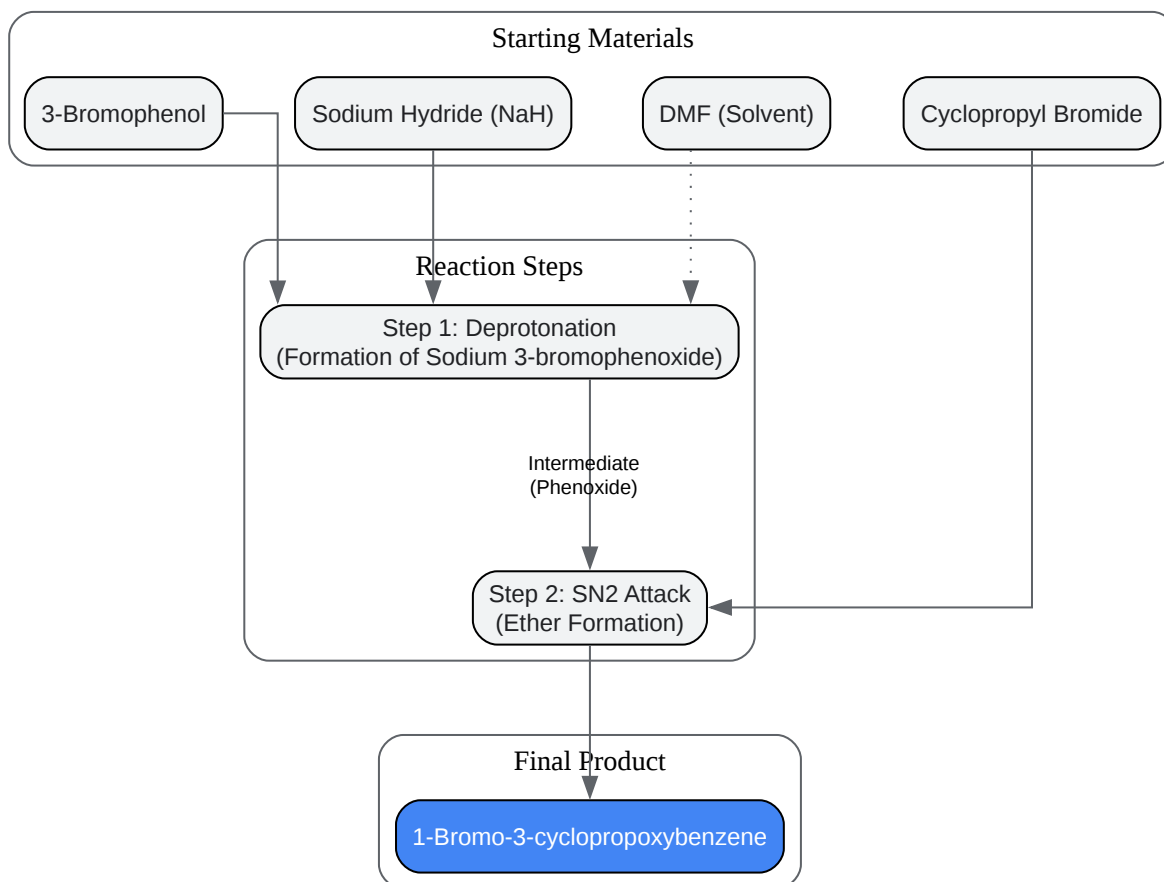 Starting Materials
3-Bromophenol
Sodium Hydride (NaH)
DMF (Solvent)
Cyclopropyl Bromide
Reaction Steps
Step 1: Deprotonation
(Formation of Sodium 3-bromophenoxide)
Intermediate
(Phenoxide)
Step 2: SN2 Attack
(Ether Formation)
Final Product
1-Bromo-3-cyclopropoxybenzene